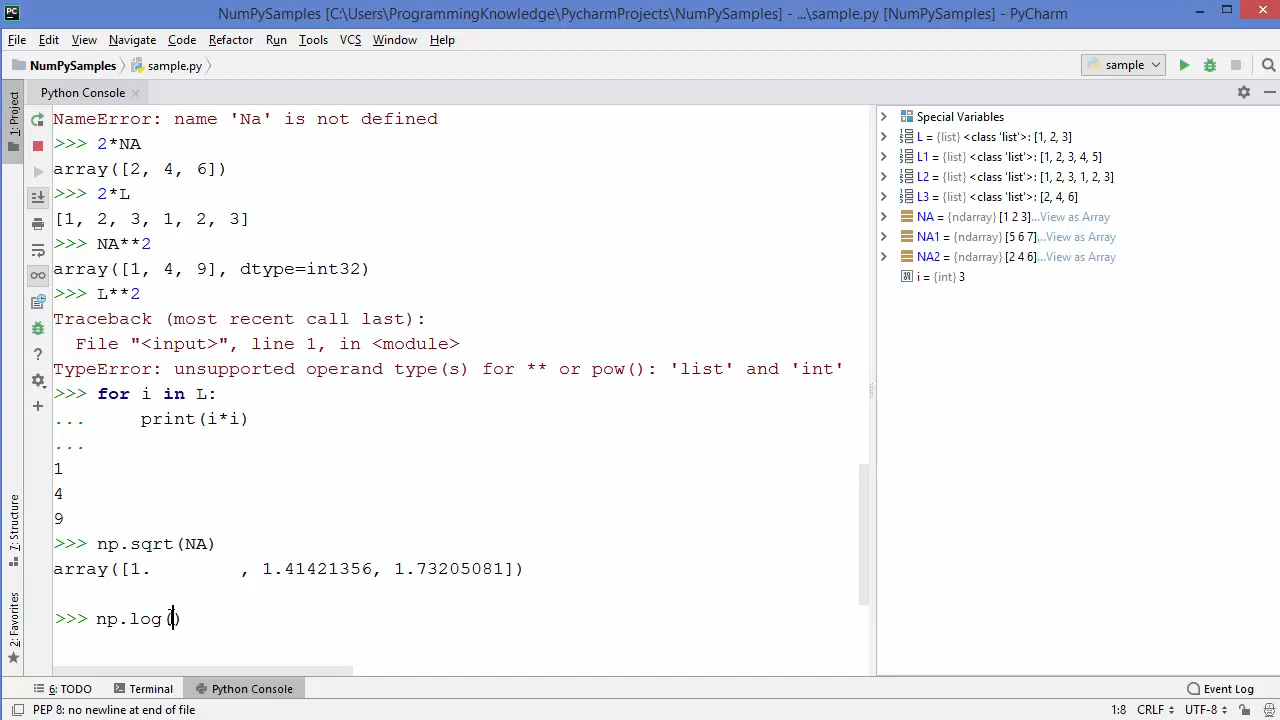 NumPySamples [C:\Users\ProgrammingKnowledge\PycharmProjects\NumPySamples] - ...\sample.py [NumPySamples] - PyCharm
File Edit View Navigate Code Refactor Run Tools VCS Window Help
NumPySamples sample.py sample
1: Project
Python Console
NameError: name 'Na' is not defined
>>> 2*NA
array([2, 4, 6])
>>> 2*L
[1, 2, 3, 1, 2, 3]
>>> NA**2
array([1, 4, 9], dtype=int32)
>>> L**2
Traceback (most recent call last):
File "<input>", line 1, in <module>
TypeError: unsupported operand type(s) for ** or pow(): 'list' and 'int'
>>> for i in L:
... print(i*i)
...
1
4
9
>>> np.sqrt(NA)
array([1.        , 1.41421356, 1.73205081])
>>> np.log()
Special Variables
L = {list} <class 'list'>: [1, 2, 3]
L1 = {list} <class 'list'>: [1, 2, 3, 4, 5]
L2 = {list} <class 'list'>: [1, 2, 3, 1, 2, 3]
L3 = {list} <class 'list'>: [2, 4, 6]
NA = {ndarray} [1 2 3]...View as Array
NA1 = {ndarray} [5 6 7]...View as Array
NA2 = {ndarray} [2 4 6]...View as Array
i = {int} 3
7: Structure
2: Favorites
6: TODO Terminal Python Console Event Log
PEP 8: no newline at end of file 1:8 CRLF UTF-8